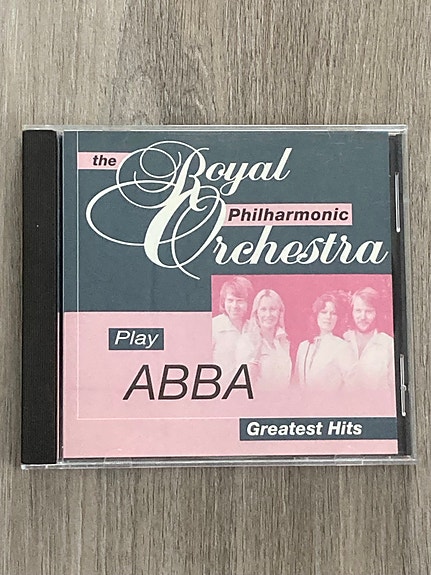 the Royal
Philharmonic
Orchestra
Play
ABBA
Greatest Hits